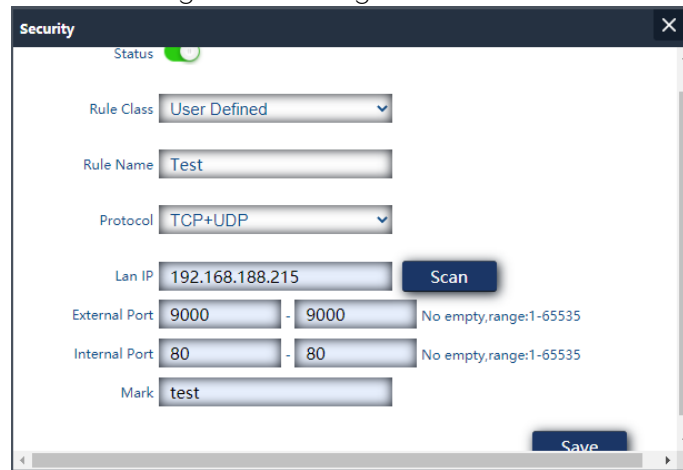 Security
Status
Rule Class User Defined
Rule Name Test
Protocol TCP+UDP
Lan IP 192.168.188.215 Scan
External Port 9000 - 9000 No empty,range:1-65535
Internal Port 80 - 80 No empty,range:1-65535
Mark test
Save